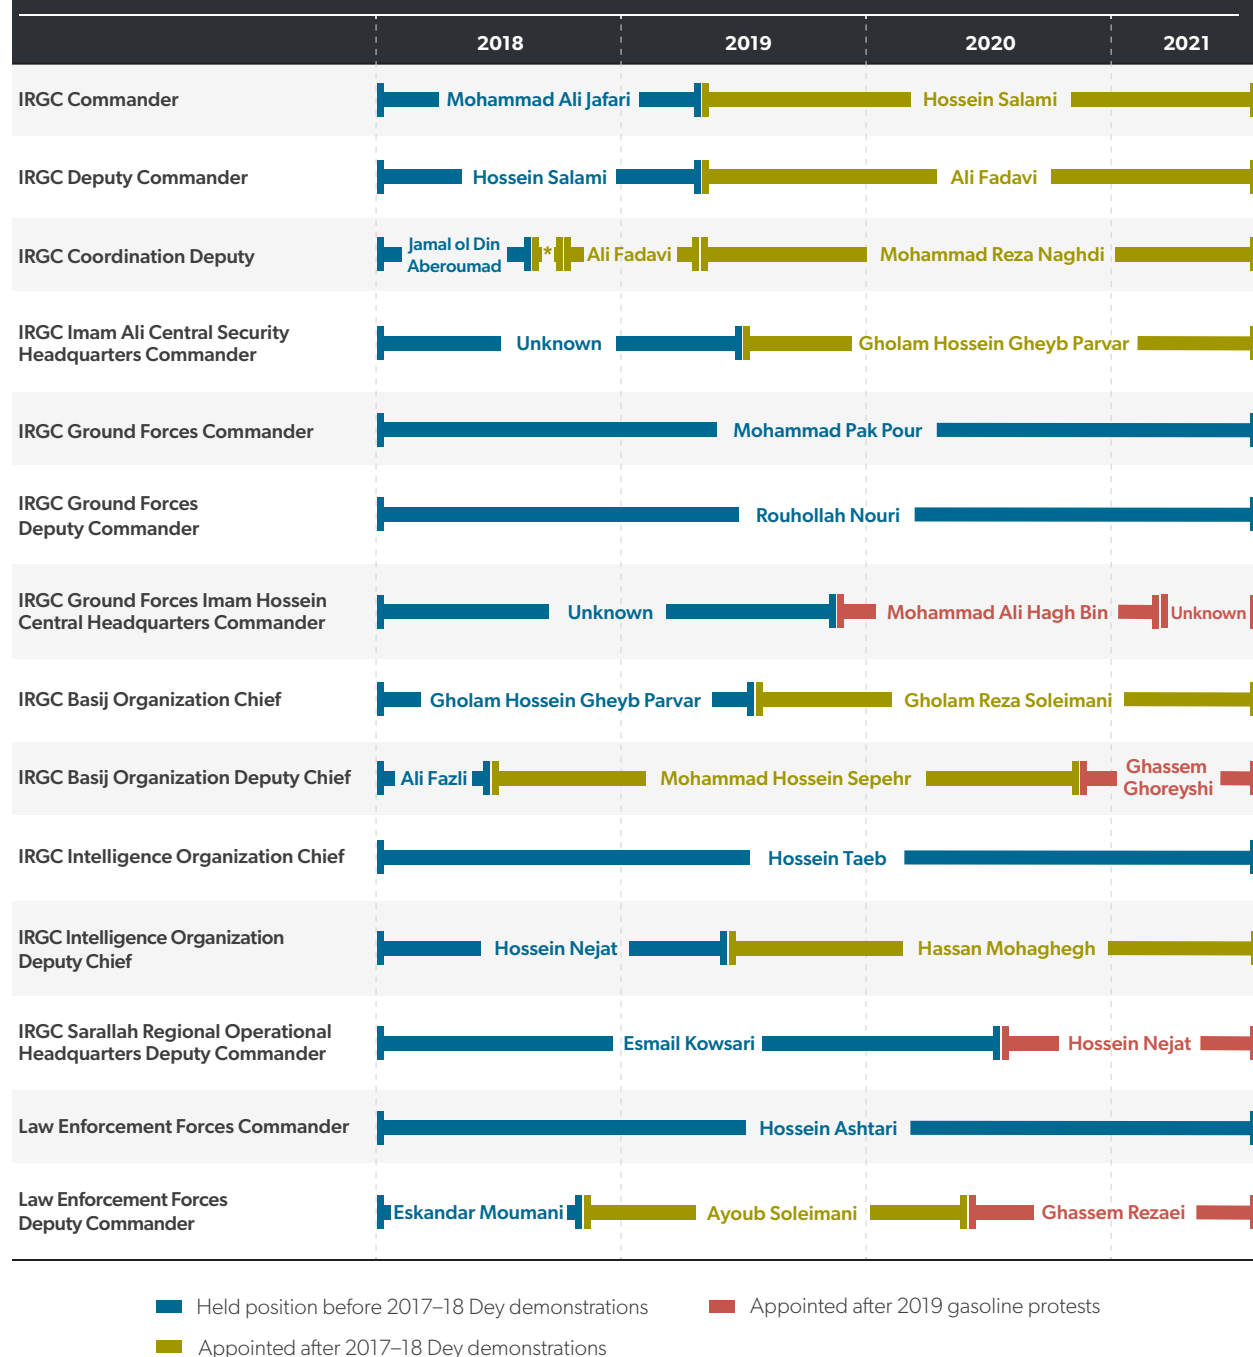 2018 2019 2020 2021
IRGC Commander Mohammad Ali Jafari Hossein Salami
IRGC Deputy Commander Hossein Salami Ali Fadavi
IRGC Coordination Deputy Jamal ol Din
Aberoumad * Ali Fadavi Mohammad Reza Naghdi
IRGC Imam Ali Central Security
Headquarters Commander Unknown Gholam Hossein Gheyb Parvar
IRGC Ground Forces Commander Mohammad Pak Pour
IRGC Ground Forces
Deputy Commander Rouhollah Nouri
IRGC Ground Forces Imam Hossein
Central Headquarters Commander Unknown Mohammad Ali Hagh Bin Unknown
IRGC Basij Organization Chief Gholam Hossein Gheyb Parvar Gholam Reza Soleimani
IRGC Basij Organization Deputy Chief Ali Fazli Mohammad Hossein Sepehr Ghassem
Ghoreyshi
IRGC Intelligence Organization Chief Hossein Taeb
IRGC Intelligence Organization
Deputy Chief Hossein Nejat Hassan Mohaghegh
IRGC Sarallah Regional Operational
Headquarters Deputy Commander Esmail Kowsari Hossein Nejat
Law Enforcement Forces Commander Hossein Ashtari
Law Enforcement Forces
Deputy Commander Eskandar Moumani Ayoub Soleimani Ghassem Rezaei
Held position before 2017–18 Dey demonstrations Appointed after 2019 gasoline protests
Appointed after 2017–18 Dey demonstrations